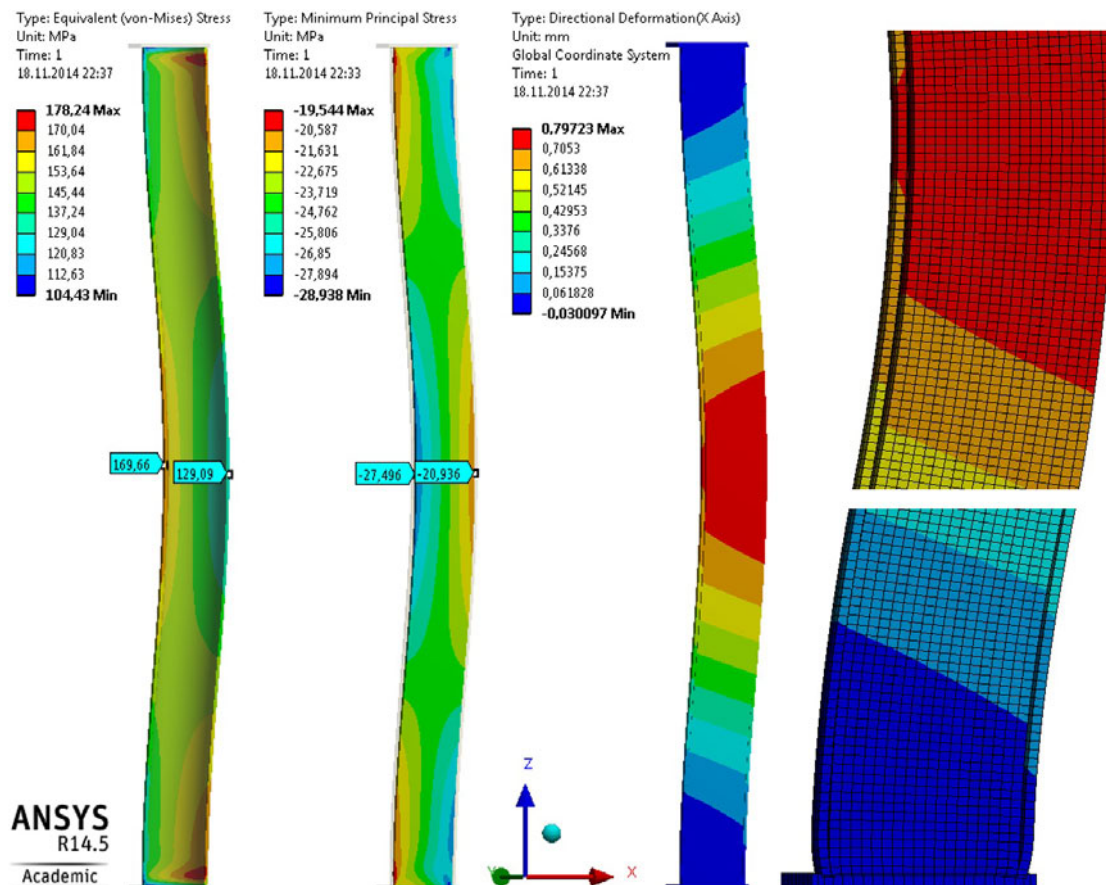 Type: Equivalent (von-Mises) Stress
Unit: MPa
Time: 1
18.11.2014 22:37
178,24 Max
170,04
161,84
153,64
145,44
137,24
129,04
120,83
112,63
104,43 Min
169,66
129,09
Type: Minimum Principal Stress
Unit: MPa
Time: 1
18.11.2014 22:33
-19,544 Max
-20,587
-21,631
-22,675
-23,719
-24,762
-25,806
-26,85
-27,894
-28,938 Min
-27,496
-20,936
Type: Directional Deformation(X Axis)
Unit: mm
Global Coordinate System
Time: 1
18.11.2014 22:37
0,79723 Max
0,7053
0,61338
0,52145
0,42953
0,3376
0,24568
0,15375
0,061828
-0,030097 Min
Z
Y
X
ANSYS
R14.5
Academic